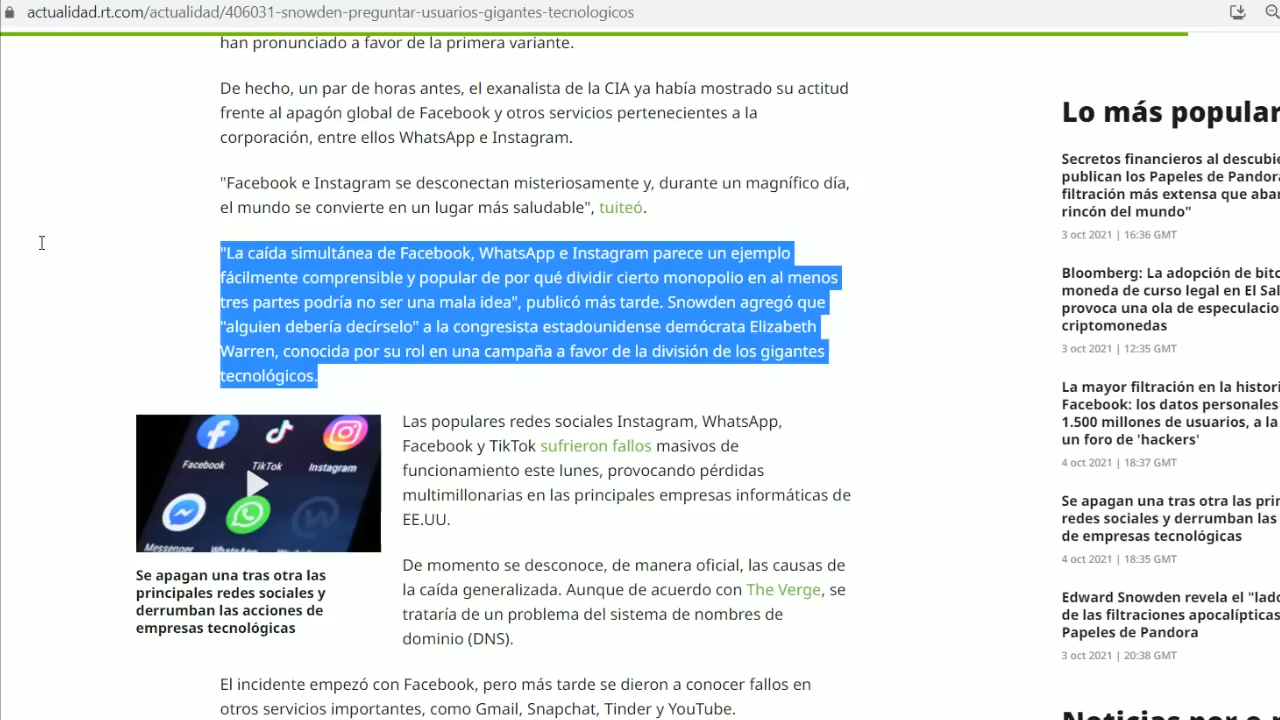 actualidad.rt.com/actualidad/406031-snowden-preguntar-usuarios-gigantes-tecnologicos
han pronunciado a favor de la primera variante.
De hecho, un par de horas antes, el exanalista de la CIA ya había mostrado su actitud
frente al apagón global de Facebook y otros servicios pertenecientes a la
corporación, entre ellos WhatsApp e Instagram.
"Facebook e Instagram se desconectan misteriosamente y, durante un magnífico día,
el mundo se convierte en un lugar más saludable", tuiteó.
"La caída simultánea de Facebook, WhatsApp e Instagram parece un ejemplo
fácilmente comprensible y popular de por qué dividir cierto monopolio en al menos
tres partes podría no ser una mala idea", publicó más tarde. Snowden agregó que
"alguien debería decírselo" a la congresista estadounidense demócrata Elizabeth
Warren, conocida por su rol en una campaña a favor de la división de los gigantes
tecnológicos.
Facebook
TikTok
Instagram
Messenger
WhatsApp
Se apagan una tras otra las
principales redes sociales y
derrumban las acciones de
empresas tecnológicas
Las populares redes sociales Instagram, WhatsApp,
Facebook y TikTok sufrieron fallos masivos de
funcionamiento este lunes, provocando pérdidas
multimillonarias en las principales empresas informáticas de
EE.UU.
De momento se desconoce, de manera oficial, las causas de
la caída generalizada. Aunque de acuerdo con The Verge, se
trataría de un problema del sistema de nombres de
dominio (DNS).
El incidente empezó con Facebook, pero más tarde se dieron a conocer fallos en
otros servicios importantes, como Gmail, Snapchat, Tinder y YouTube.
Lo más popular
Secretos financieros al descubie
publican los Papeles de Pandora
filtración más extensa que abar
rincón del mundo"
3 oct 2021 | 16:36 GMT
Bloomberg: La adopción de bitc
moneda de curso legal en El Sal
provoca una ola de especulacio
criptomonedas
3 oct 2021 | 12:35 GMT
La mayor filtración en la histori
Facebook: los datos personales
1.500 millones de usuarios, a la
un foro de 'hackers'
4 oct 2021 | 18:37 GMT
Se apagan una tras otra las prin
redes sociales y derrumban las
de empresas tecnológicas
4 oct 2021 | 18:35 GMT
Edward Snowden revela el "lado
de las filtraciones apocalípticas
Papeles de Pandora
3 oct 2021 | 20:38 GMT